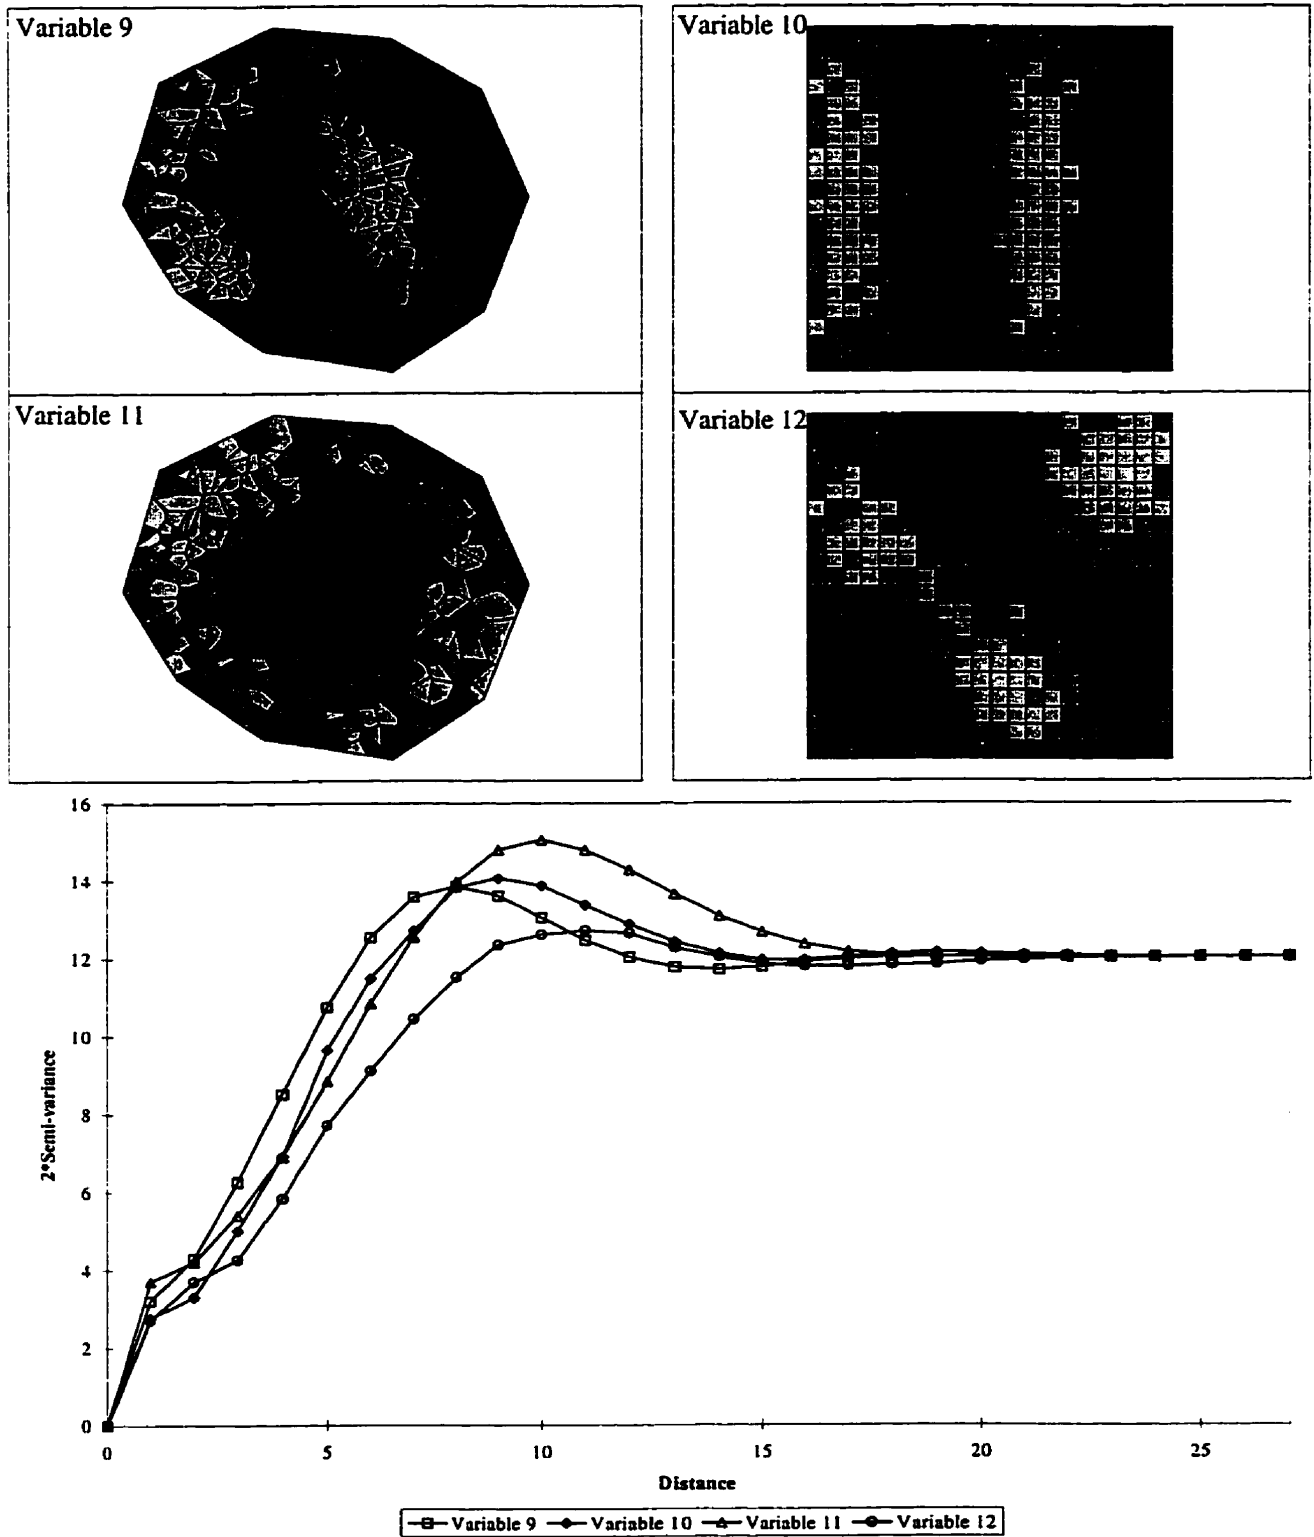 Variable 9
Variable 10
Variable 11
Variable 12
16
14
12
10
8
6
4
2
0
2*Semi-variance
0 5 10 15 20 25
Distance
Variable 9 Variable 10 Variable 11 Variable 12